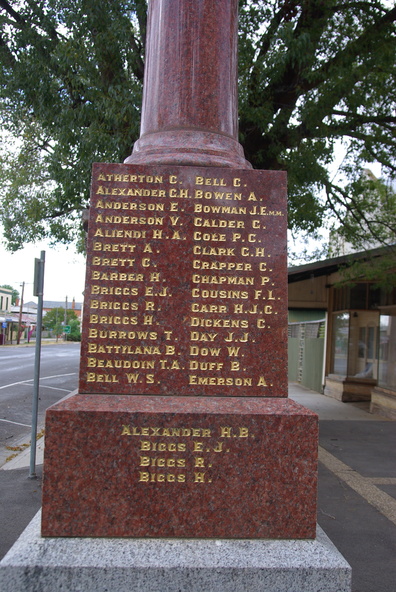 ATHERTON C. BELL C.
ALEXANDER C.H. BOWEN A.
ANDERSON E. BOWMAN J.E. M.M.
ANDERSON V. CALDER G.
ALIENDI H.A. COLE P.C.
BRETT A. CLARK C.H.
BRETT C. CRAPPER C.
BARBER H. CHAPMAN P.
BRIGGS E.J. COUSINS F.L.
BRIGGS R. CARR H.J.C.
BRIGGS H. DICKENS C.
BURROWS T. DAY J.J.
BATTYLANA B. DOW W.
BEAUDOIN T.A. DUFF B.
BELL W.S. EMERSON A.
ALEXANDER H.B.
BIGGS E.J.
BIGGS R.
BIGGS H.